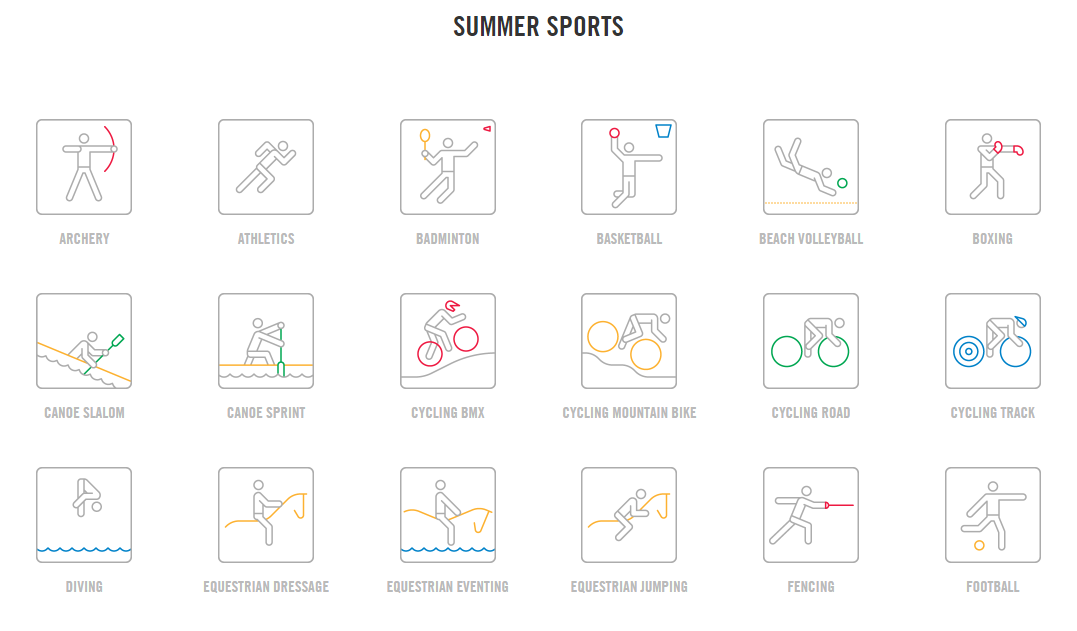 SUMMER SPORTS
ARCHERY
ATHLETICS
BADMINTON
BASKETBALL
BEACH VOLLEYBALL
BOXING
CANOE SLALOM
CANOE SPRINT
CYCLING BMX
CYCLING MOUNTAIN BIKE
CYCLING ROAD
CYCLING TRACK
DIVING
EQUESTRIAN DRESSAGE
EQUESTRIAN EVENTING
EQUESTRIAN JUMPING
FENCING
FOOTBALL